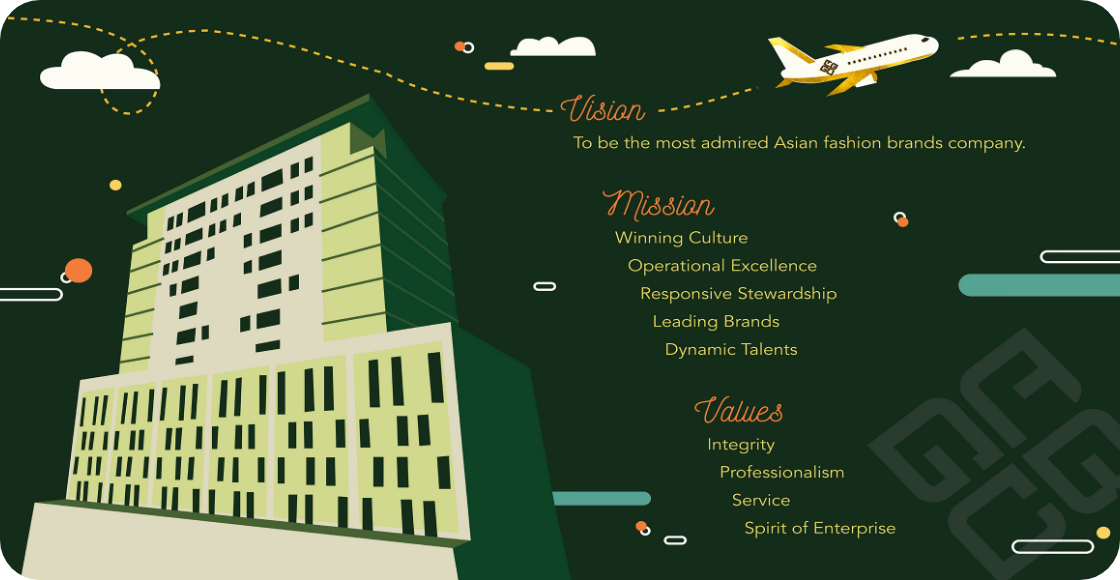 Vision
To be the most admired Asian fashion brands company.
Mission
Winning Culture
Operational Excellence
Responsive Stewardship
Leading Brands
Dynamic Talents
Values
Integrity
Professionalism
Service
Spirit of Enterprise